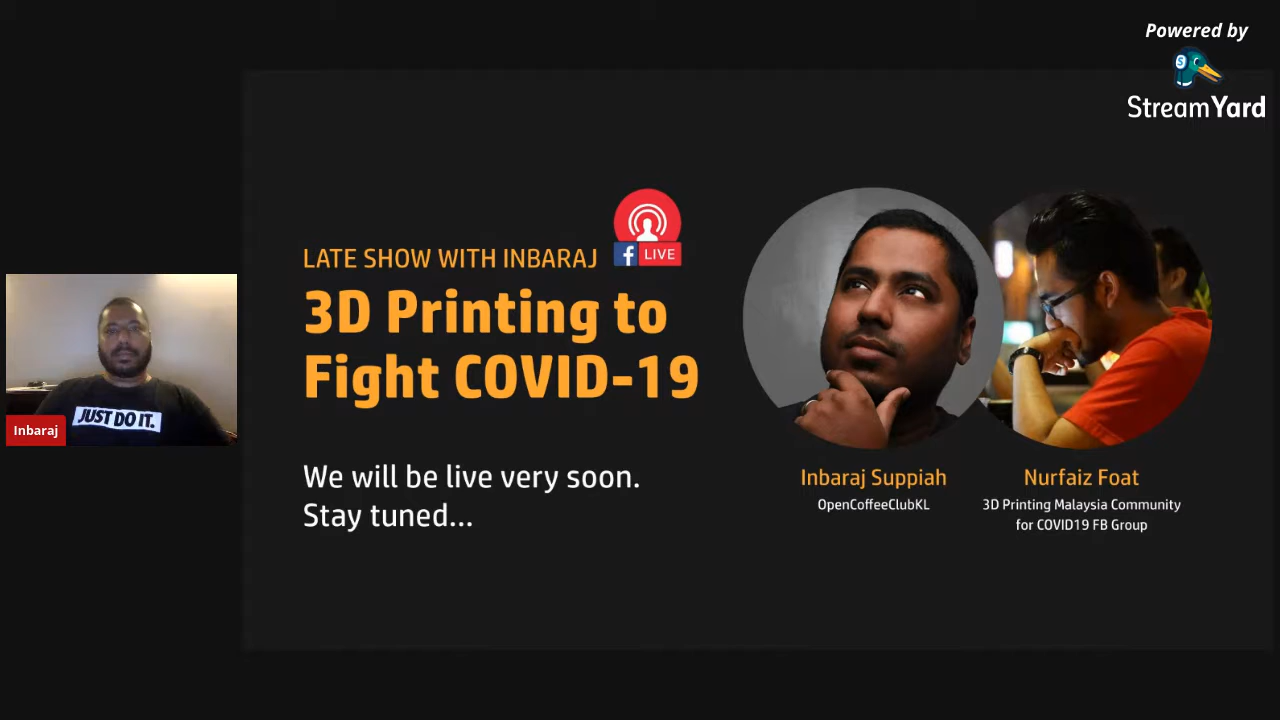 Powered by
StreamYard
LATE SHOW WITH INBARAJ
f LIVE
3D Printing to
Fight COVID-19
JUST DO IT.
Inbaraj
We will be live very soon.
Stay tuned...
Inbaraj Suppiah
OpenCoffeeClubKL
Nurfaiz Foat
3D Printing Malaysia Community
for COVID19 FB Group